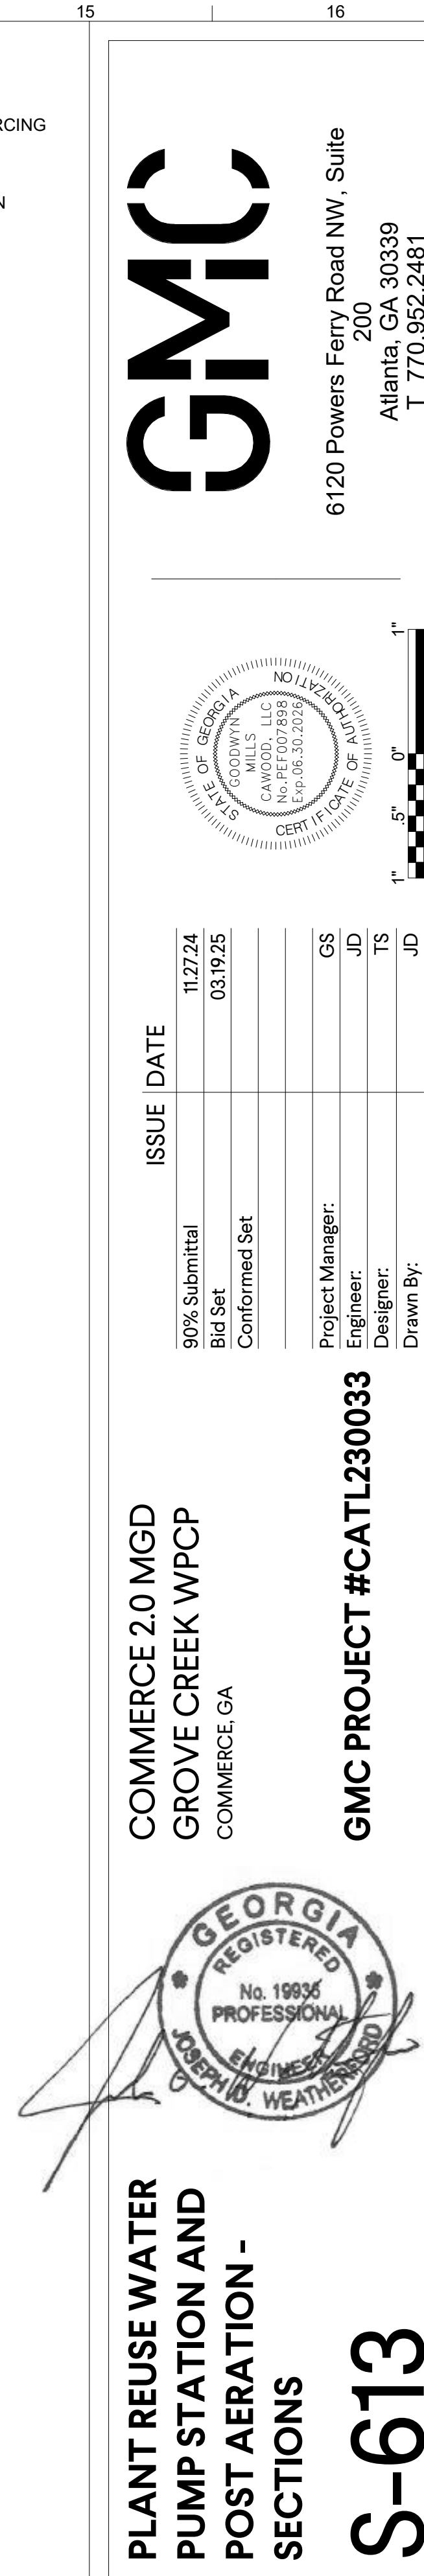 15
16
RCING
N
GMC
6120 Powers Ferry Road NW, Suite
200
Atlanta, GA 30339
T 770.952.2481
STATE OF GEORGIA
CERTIFICATE OF AUTHORIZATION
GOODWYN
MILLS
CAWOOD, LLC
No.PEF007898
Exp.06.30.2026
1" .5" 0" 1"
ISSUE DATE
90% Submittal 11.27.24
Bid Set 03.19.25
Conformed Set
Project Manager: GS
Engineer: JD
Designer: TS
Drawn By: JD
COMMERCE 2.0 MGD
GROVE CREEK WPCP
COMMERCE, GA
GMC PROJECT #CATL230033
GEORGIA
REGISTERED
No. 19936
PROFESSIONAL
ENGINEER
JOSEPH D. WEATHERFORD
PLANT REUSE WATER
PUMP STATION AND
POST AERATION -
SECTIONS
S-613